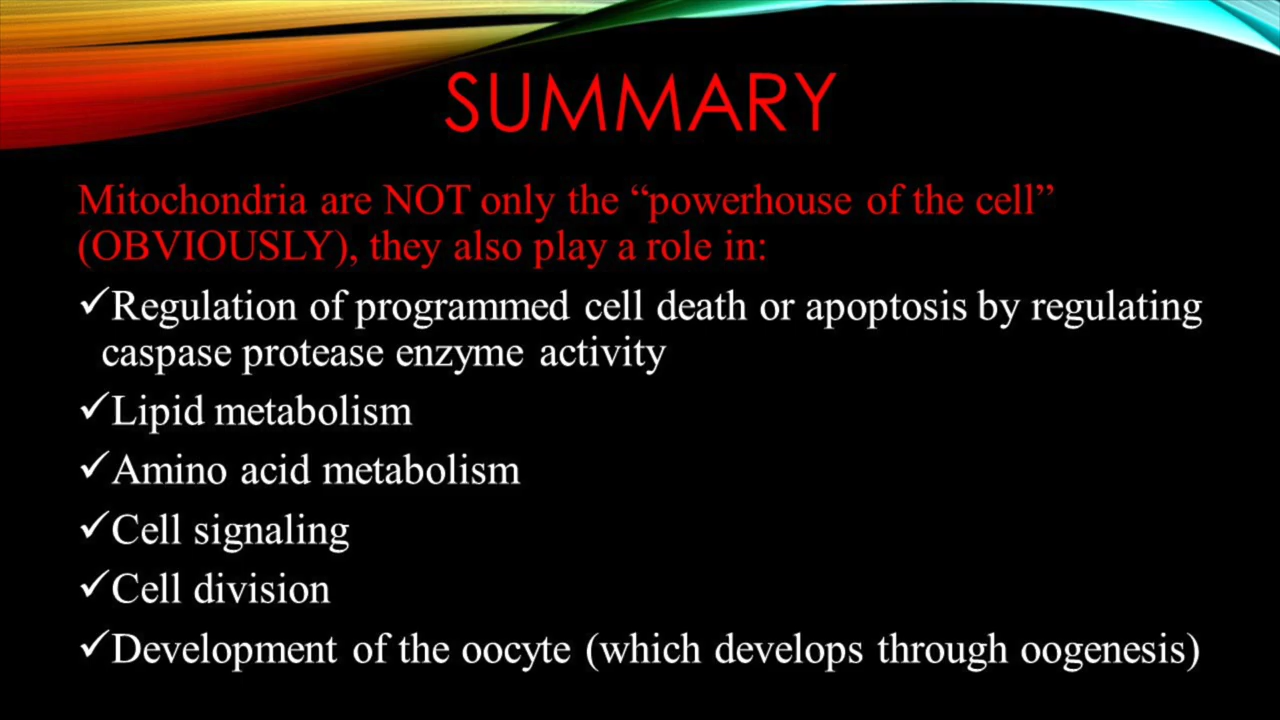 SUMMARY
Mitochondria are NOT only the “powerhouse of the cell”
(OBVIOUSLY), they also play a role in:
✓Regulation of programmed cell death or apoptosis by regulating
caspase protease enzyme activity
✓Lipid metabolism
✓Amino acid metabolism
✓Cell signaling
✓Cell division
✓Development of the oocyte (which develops through oogenesis)